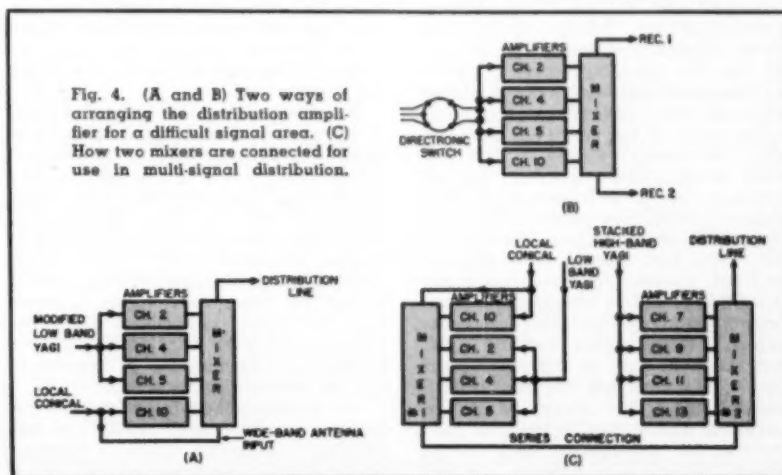 Fig. 4. (A and B) Two ways of
arranging the distribution ampli-
fier for a difficult signal area. (C)
How two mixers are connected for
use in multi-signal distribution.
AMPLIFIERS
REC. 1
CH. 2
CH. 4
CH. 5
CH. 10
MIXER
DIRECTRONIC
SWITCH
REC. 2
(B)
DISTRIBUTION
LINE
AMPLIFIERS
CH. 2
CH. 4
CH. 5
CH. 10
MIXER
MODIFIED
LOW BAND
YAGI
LOCAL
CONICAL
WIDE-BAND ANTENNA
INPUT
(A)
LOCAL
CONICAL
LOW
BAND
YAGI
STACKED
HIGH-BAND
YAGI
DISTRIBUTION
LINE
AMPLIFIERS
CH. 10
CH. 2
CH. 4
CH. 5
MIXER
#1
AMPLIFIERS
CH. 7
CH. 9
CH. 11
CH. 13
MIXER
#2
SERIES CONNECTION
(C)